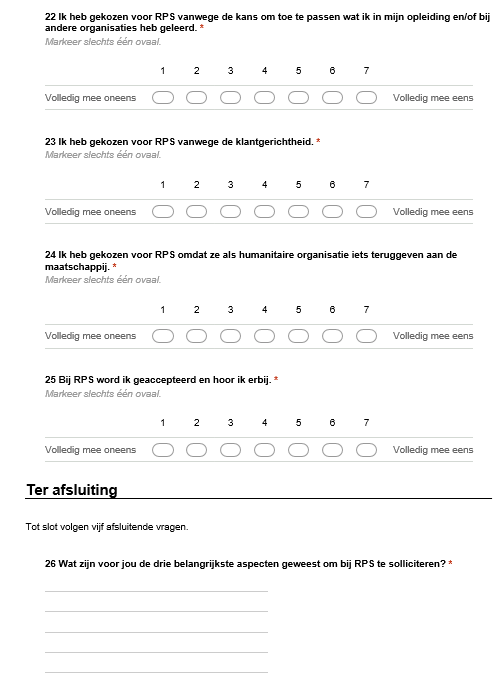 22 Ik heb gekozen voor RPS vanwege de kans om toe te passen wat ik in mijn opleiding en/of bij
andere organisaties heb geleerd. *
Markeer slechts één ovaal.
1 2 3 4 5 6 7
Volledig mee oneens Volledig mee eens
23 Ik heb gekozen voor RPS vanwege de klantgerichtheid. *
Markeer slechts één ovaal.
1 2 3 4 5 6 7
Volledig mee oneens Volledig mee eens
24 Ik heb gekozen voor RPS omdat ze als humanitaire organisatie iets teruggeven aan de
maatschappij. *
Markeer slechts één ovaal.
1 2 3 4 5 6 7
Volledig mee oneens Volledig mee eens
25 Bij RPS word ik geaccepteerd en hoor ik erbij. *
Markeer slechts één ovaal.
1 2 3 4 5 6 7
Volledig mee oneens Volledig mee eens
Ter afsluiting
Tot slot volgen vijf afsluitende vragen.
26 Wat zijn voor jou de drie belangrijkste aspecten geweest om bij RPS te solliciteren? *